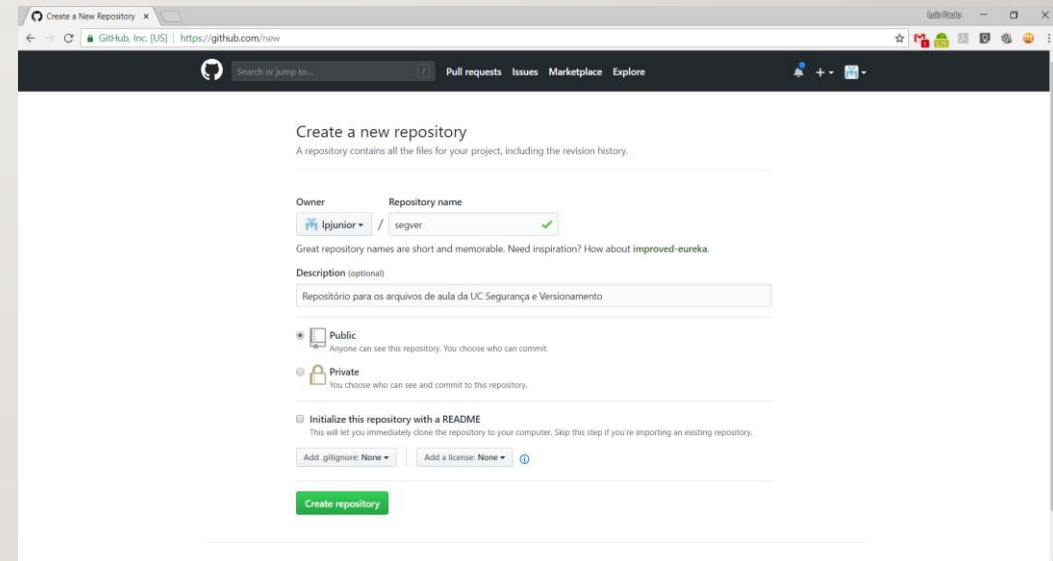 Create a New Repository
Luis Paulo
GitHub, Inc. [US] | https://github.com/new
Search or jump to... / Pull requests Issues Marketplace Explore
Create a new repository
A repository contains all the files for your project, including the revision history.
Owner Repository name
lpjunior / segver
Great repository names are short and memorable. Need inspiration? How about improved-eureka.
Description (optional)
Repositório para os arquivos de aula da UC Segurança e Versionamento
Public
Anyone can see this repository. You choose who can commit.
Private
You choose who can see and commit to this repository.
Initialize this repository with a README
This will let you immediately clone the repository to your computer. Skip this step if you're importing an existing repository.
Add .gitignore: None Add a license: None
Create repository